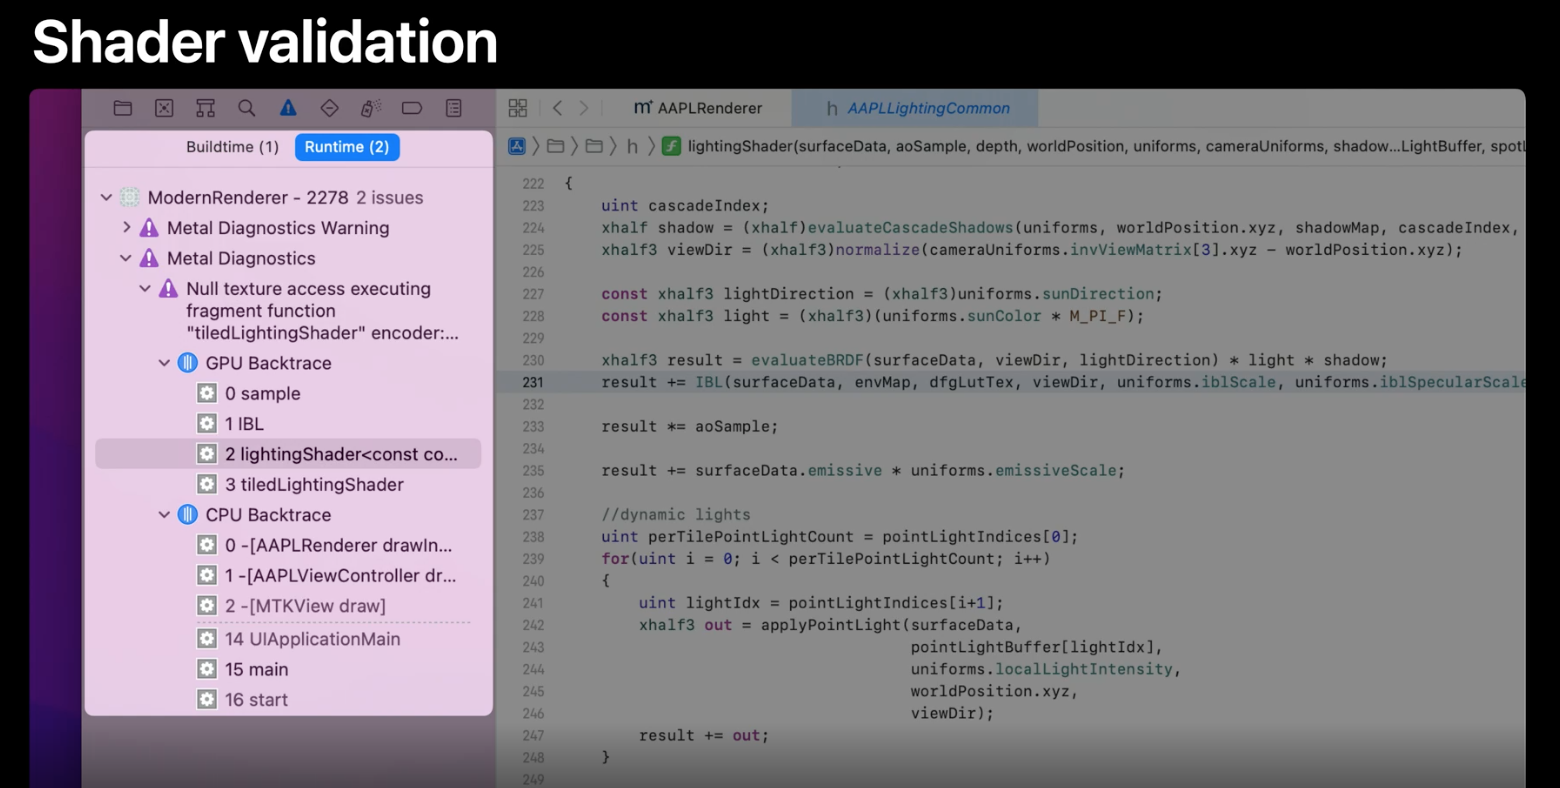 Shader validation
AAPLRenderer
h AAPLLightingCommon
Buildtime (1) Runtime (2)
h lightingShader(surfaceData, aoSample, depth, worldPosition, uniforms, cameraUniforms, shadow...LightBuffer, spotL
ModernRenderer - 2278 2 issues
Metal Diagnostics Warning
Metal Diagnostics
Null texture access executing
fragment function
"tiledLightingShader" encoder:...
GPU Backtrace
0 sample
1 IBL
2 lightingShader<const co...
3 tiledLightingShader
CPU Backtrace
0 -[AAPLRenderer drawIn...
1 -[AAPLViewController dr...
2 -[MTKView draw]
14 UIApplicationMain
15 main
16 start
222 {
223 uint cascadeIndex;
224 xhalf shadow = (xhalf)evaluateCascadeShadows(uniforms, worldPosition.xyz, shadowMap, cascadeIndex,
225 xhalf3 viewDir = (xhalf3)normalize(cameraUniforms.invViewMatrix[3].xyz – worldPosition.xyz);
226
227 const xhalf3 lightDirection = (xhalf3)uniforms.sunDirection;
228 const xhalf3 light = (xhalf3)(uniforms.sunColor * M_PI_F);
229
230 xhalf3 result = evaluateBRDF(surfaceData, viewDir, lightDirection) * light * shadow;
231 result += IBL(surfaceData, envMap, dfgLutTex, viewDir, uniforms.iblScale, uniforms.iblSpecularScale
232
233 result *= aoSample;
234
235 result += surfaceData.emissive * uniforms.emissiveScale;
236
237 //dynamic lights
238 uint perTilePointLightCount = pointLightIndices[0];
239 for(uint i = 0; i < perTilePointLightCount; i++)
240 {
241 uint lightIdx = pointLightIndices[i+1];
242 xhalf3 out = applyPointLight(surfaceData,
243 pointLightBuffer[lightIdx],
244 uniforms.localLightIntensity,
245 worldPosition.xyz,
246 viewDir);
247 result += out;
248 }
249